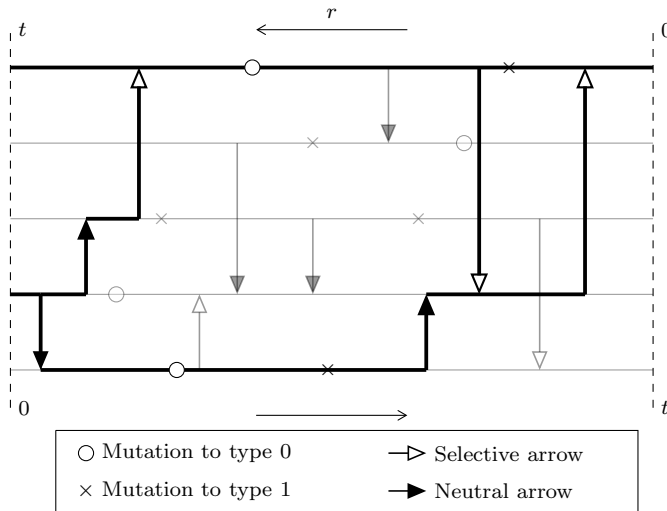 r
t 0
0 t
Mutation to type 0 Selective arrow
Mutation to type 1 Neutral arrow